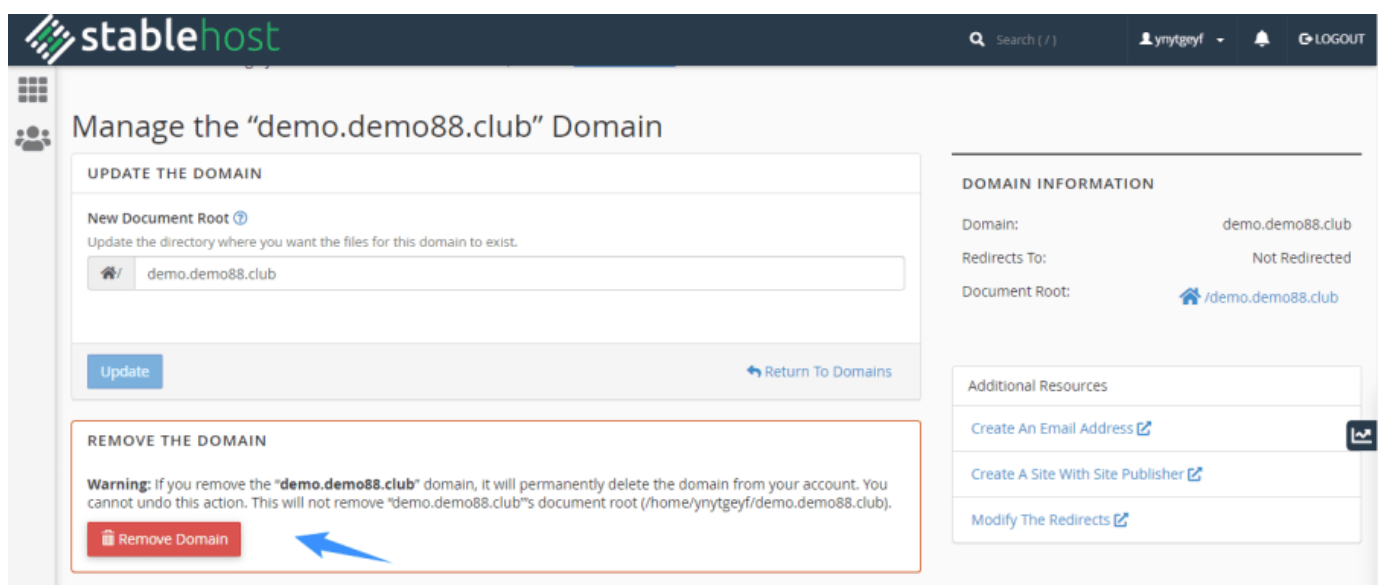 stablehost
Search ( / )
ynytgeyf
LOGOUT
Manage the “demo.demo88.club” Domain
UPDATE THE DOMAIN
New Document Root
Update the directory where you want the files for this domain to exist.
/ demo.demo88.club
Update
Return To Domains
REMOVE THE DOMAIN
Warning: If you remove the “demo.demo88.club” domain, it will permanently delete the domain from your account. You
cannot undo this action. This will not remove “demo.demo88.club”’s document root (/home/ynytgeyf/demo.demo88.club).
Remove Domain
DOMAIN INFORMATION
Domain: demo.demo88.club
Redirects To: Not Redirected
Document Root: /demo.demo88.club
Additional Resources
Create An Email Address
Create A Site With Site Publisher
Modify The Redirects